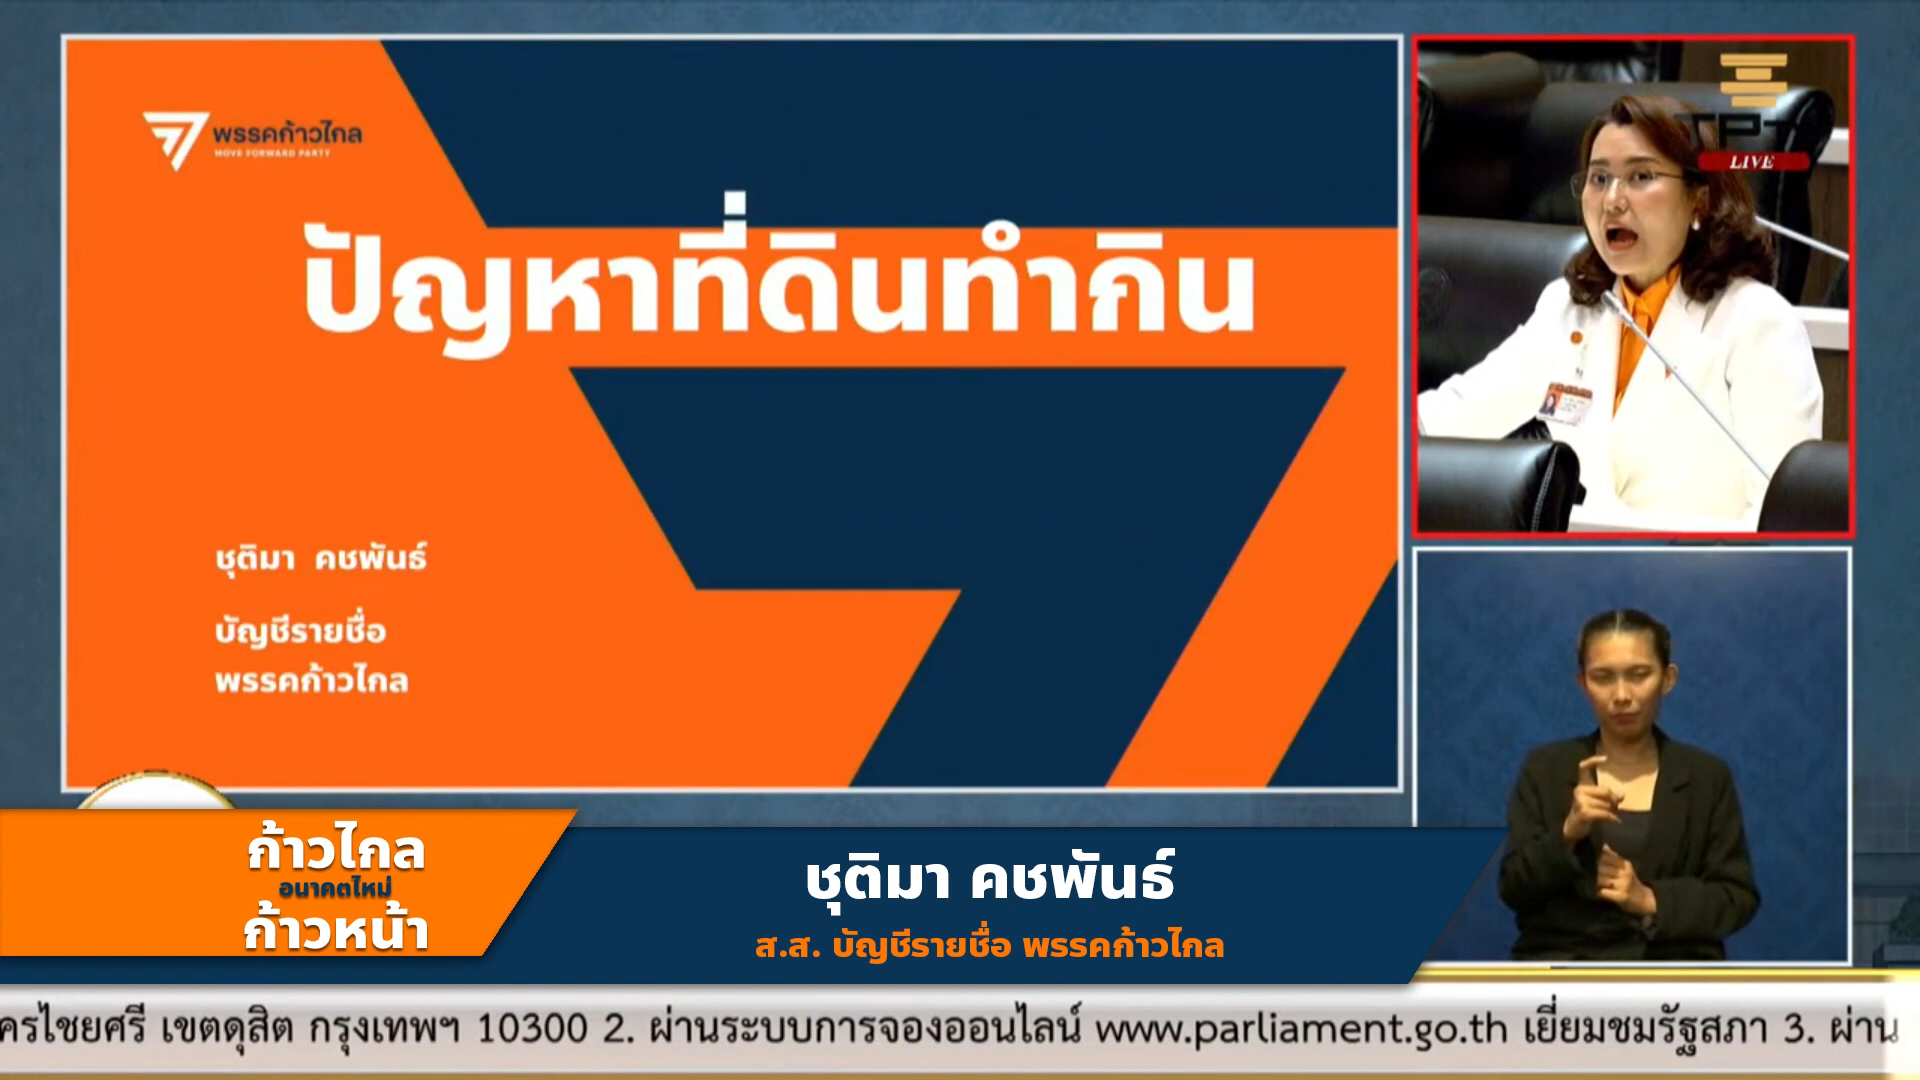 พรรคก้าวไกล
MOVE FORWARD PARTY
ปัญหาที่ดินทำกิน
ชุติมา คชพันธ์
บัญชีรายชื่อ
พรรคก้าวไกล
LIVE
ก้าวไกล
อนาคตใหม่
ก้าวหน้า
ชุติมา คชพันธ์
ส.ส. บัญชีรายชื่อ พรรคก้าวไกล
ครไชยศรี เขตดุสิต กรุงเทพฯ 10300 2. ผ่านระบบการจองออนไลน์ www.parliament.go.th เยี่ยมชมรัฐสภา 3. ผ่าน